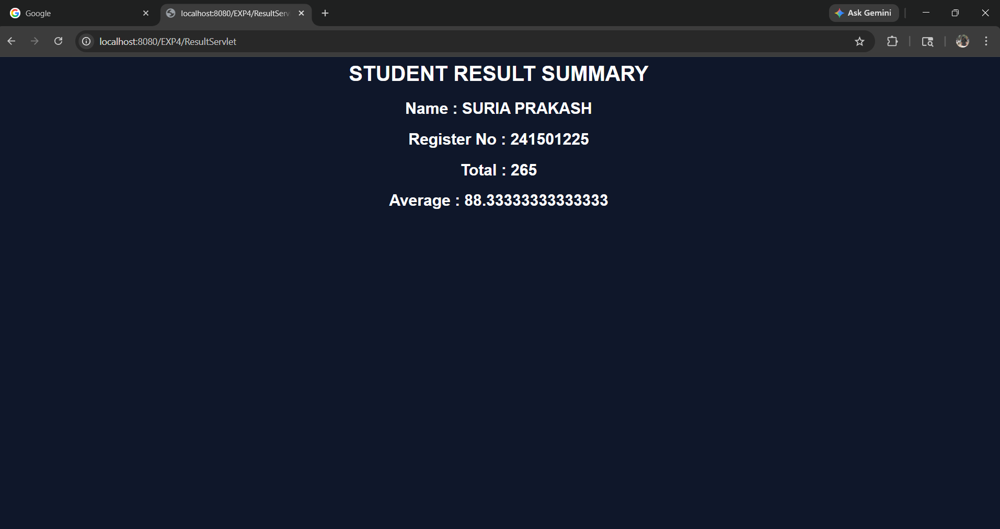 Google
localhost:8080/EXP4/ResultServ
Ask Gemini
localhost:8080/EXP4/ResultServlet
STUDENT RESULT SUMMARY
Name : SURIA PRAKASH
Register No : 241501225
Total : 265
Average : 88.33333333333333